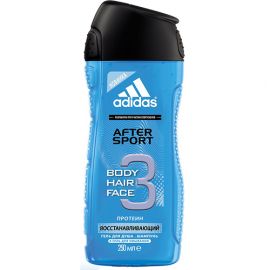 adidas
AFTER
SPORT
BODY
HAIR
FACE
3
ПРОТЕИН
ВОССТАНАВЛИВАЮЩИЙ
ГЕЛЬ ДЛЯ ДУША · ШАМПУНЬ
250 мл ℮